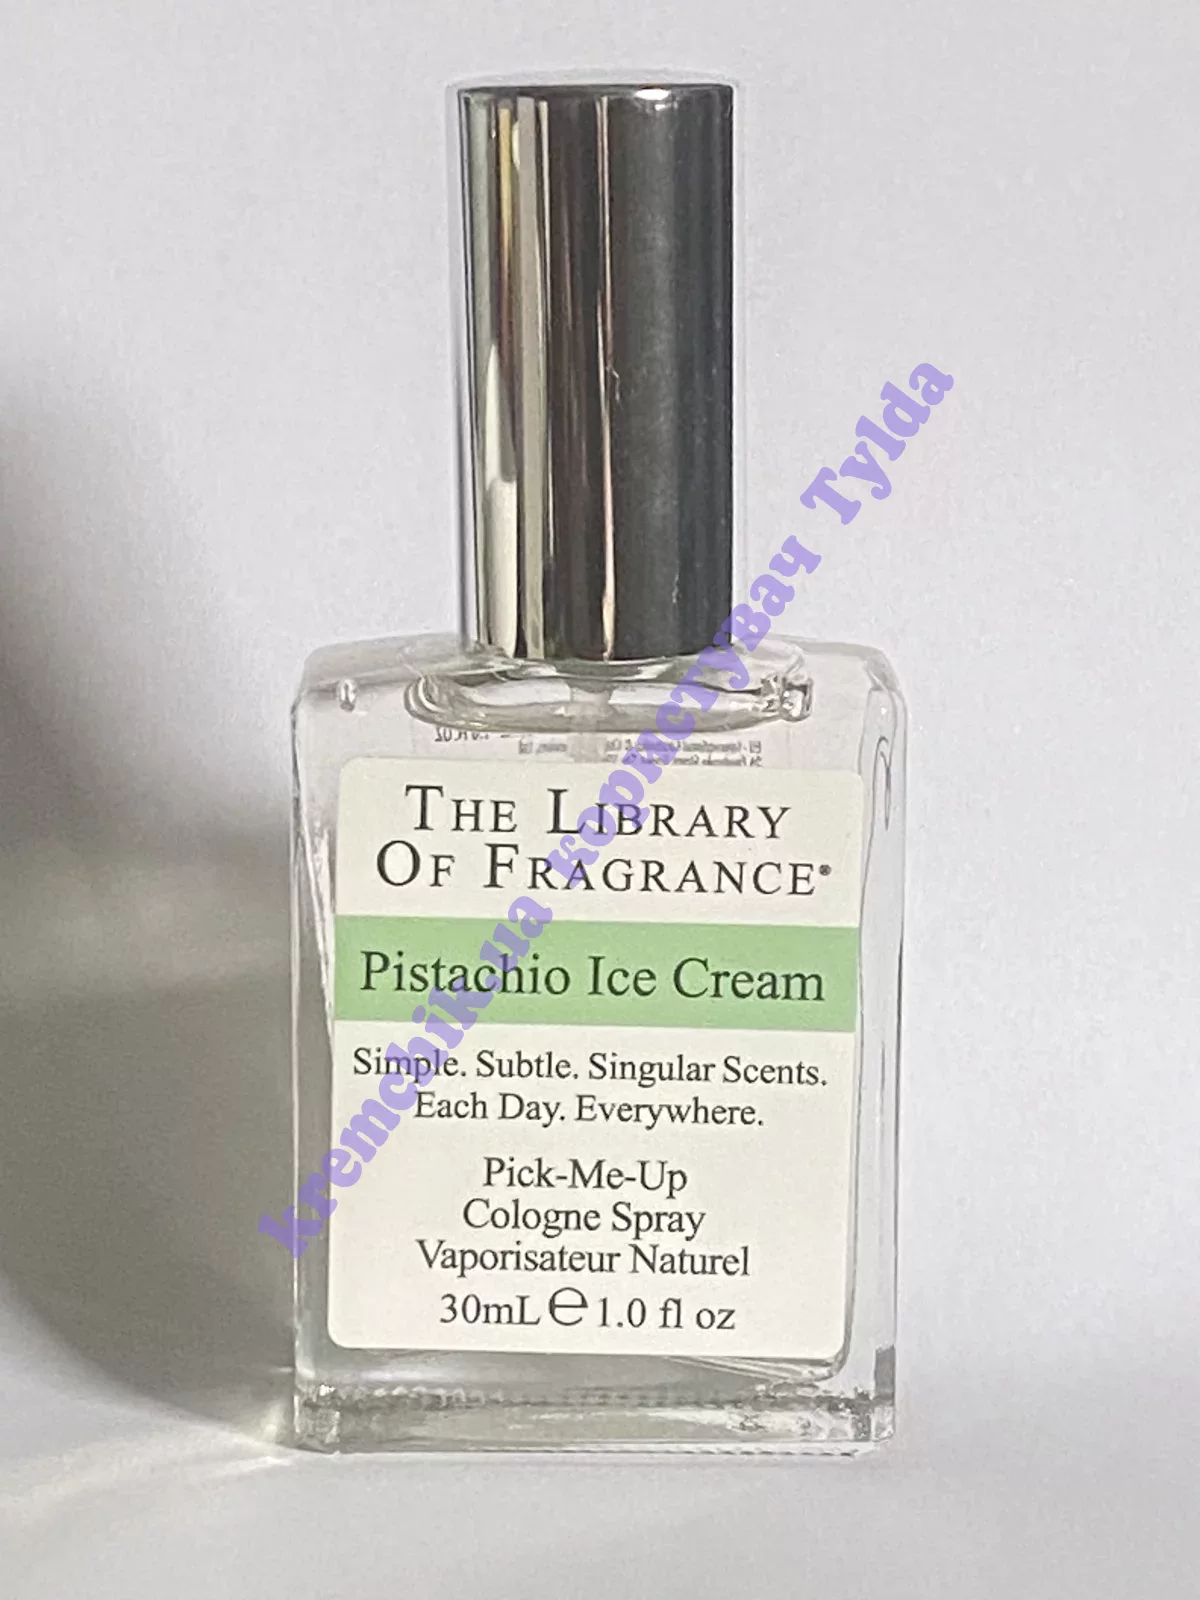 THE LIBRARY
OF FRAGRANCE®
Pistachio Ice Cream
Simple. Subtle. Singular Scents.
Each Day. Everywhere.
Pick-Me-Up
Cologne Spray
Vaporisateur Naturel
30mL ℮ 1.0 fl oz
kremchik.ua користувач Tylda